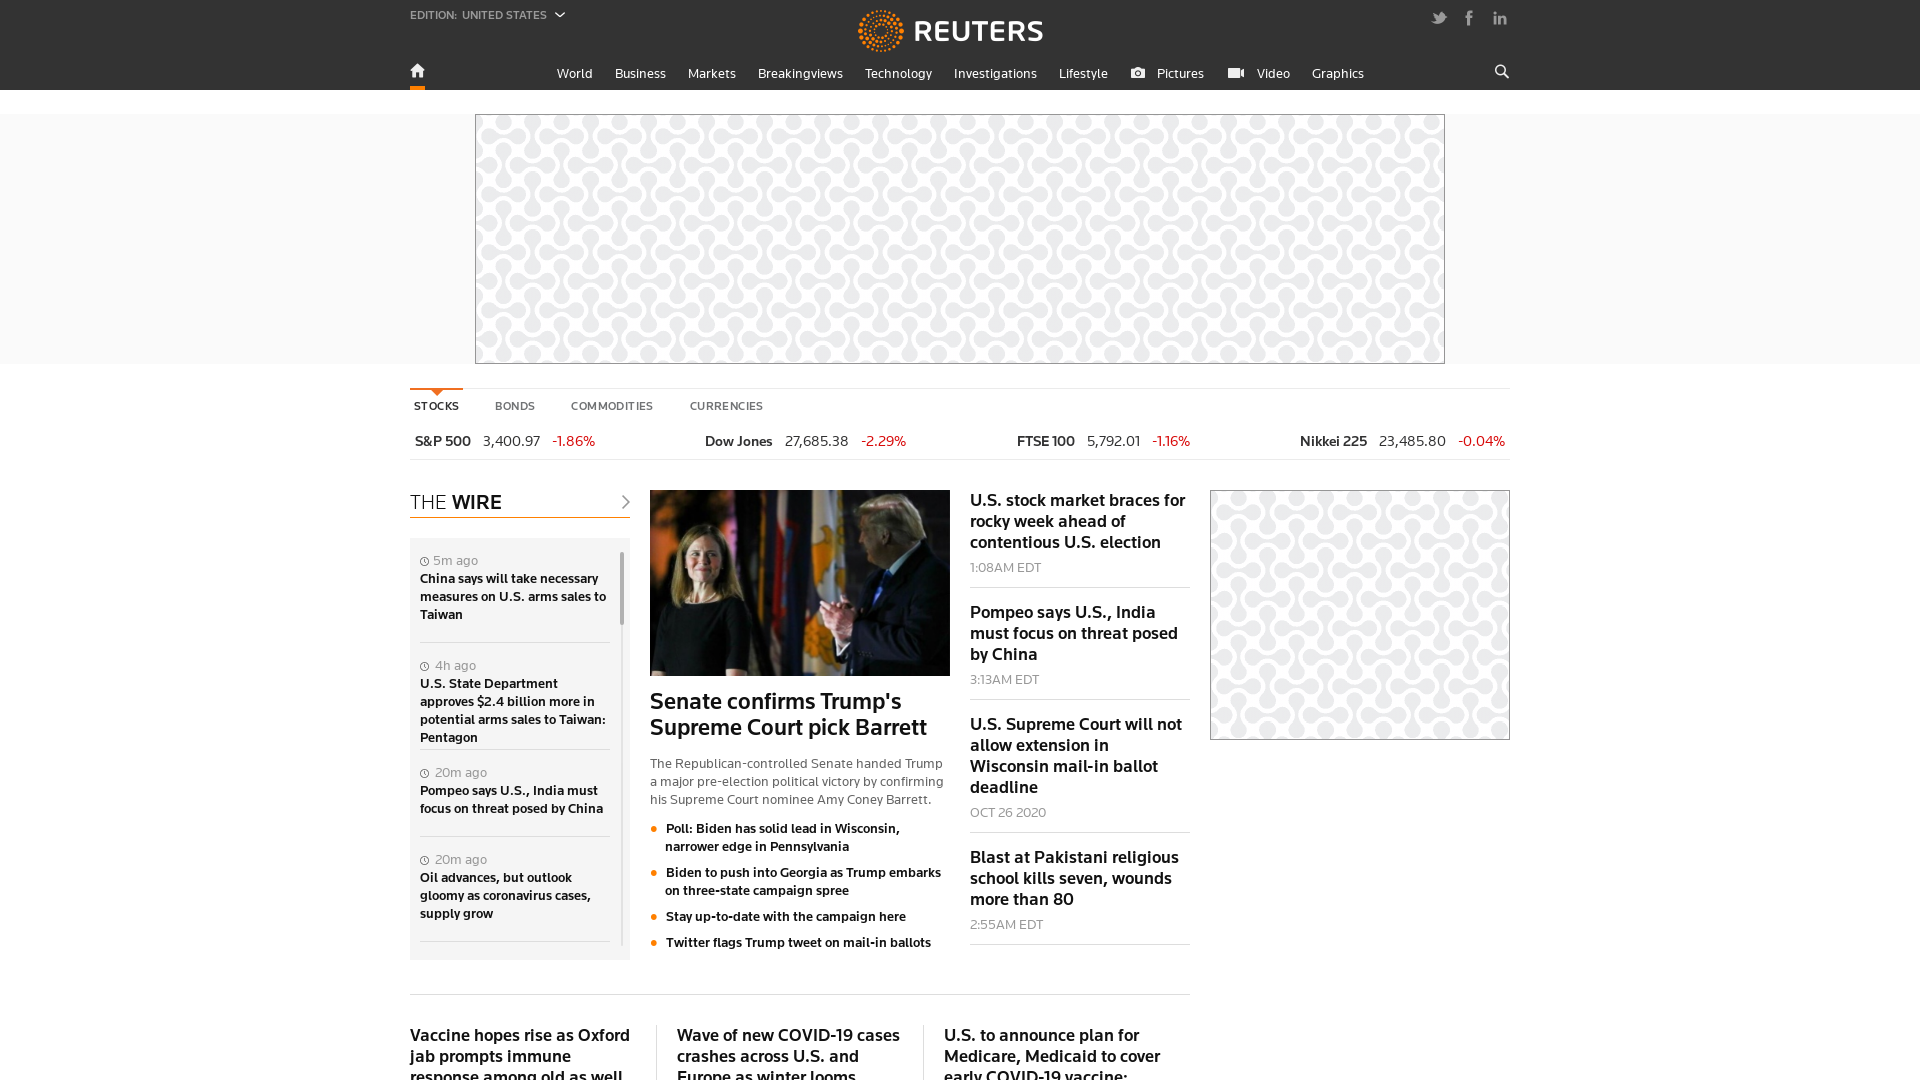 EDITION: UNITED STATES
REUTERS
World Business Markets Breakingviews Technology Investigations Lifestyle Pictures Video Graphics
STOCKS BONDS COMMODITIES CURRENCIES
S&P 500 3,400.97 -1.86% Dow Jones 27,685.38 -2.29% FTSE 100 5,792.01 -1.16% Nikkei 225 23,485.80 -0.04%
THE WIRE
5m ago
China says will take necessary
measures on U.S. arms sales to
Taiwan
4h ago
U.S. State Department
approves $2.4 billion more in
potential arms sales to Taiwan:
Pentagon
20m ago
Pompeo says U.S., India must
focus on threat posed by China
20m ago
Oil advances, but outlook
gloomy as coronavirus cases,
supply grow
Senate confirms Trump's
Supreme Court pick Barrett
The Republican-controlled Senate handed Trump
a major pre-election political victory by confirming
his Supreme Court nominee Amy Coney Barrett.
Poll: Biden has solid lead in Wisconsin,
narrower edge in Pennsylvania
Biden to push into Georgia as Trump embarks
on three-state campaign spree
Stay up-to-date with the campaign here
Twitter flags Trump tweet on mail-in ballots
U.S. stock market braces for
rocky week ahead of
contentious U.S. election
1:08AM EDT
Pompeo says U.S., India
must focus on threat posed
by China
3:13AM EDT
U.S. Supreme Court will not
allow extension in
Wisconsin mail-in ballot
deadline
OCT 26 2020
Blast at Pakistani religious
school kills seven, wounds
more than 80
2:55AM EDT
Vaccine hopes rise as Oxford
jab prompts immune
response among old as well
Wave of new COVID-19 cases
crashes across U.S. and
Europe as winter looms
U.S. to announce plan for
Medicare, Medicaid to cover
early COVID-19 vaccine: